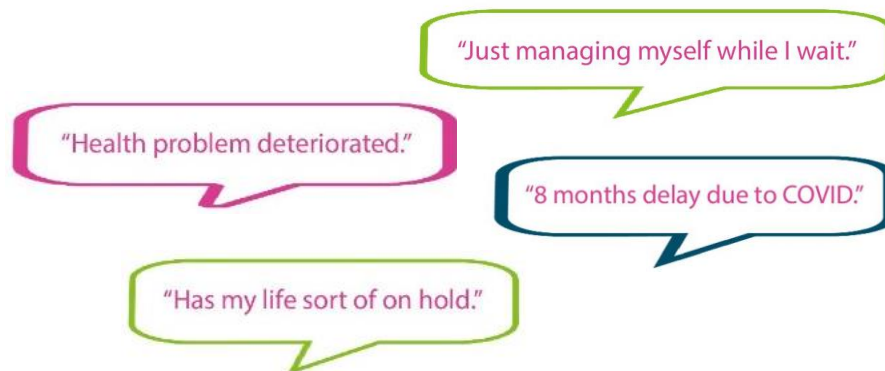 “Just managing myself while I wait.”
“Health problem deteriorated.”
“8 months delay due to COVID.”
“Has my life sort of on hold.”